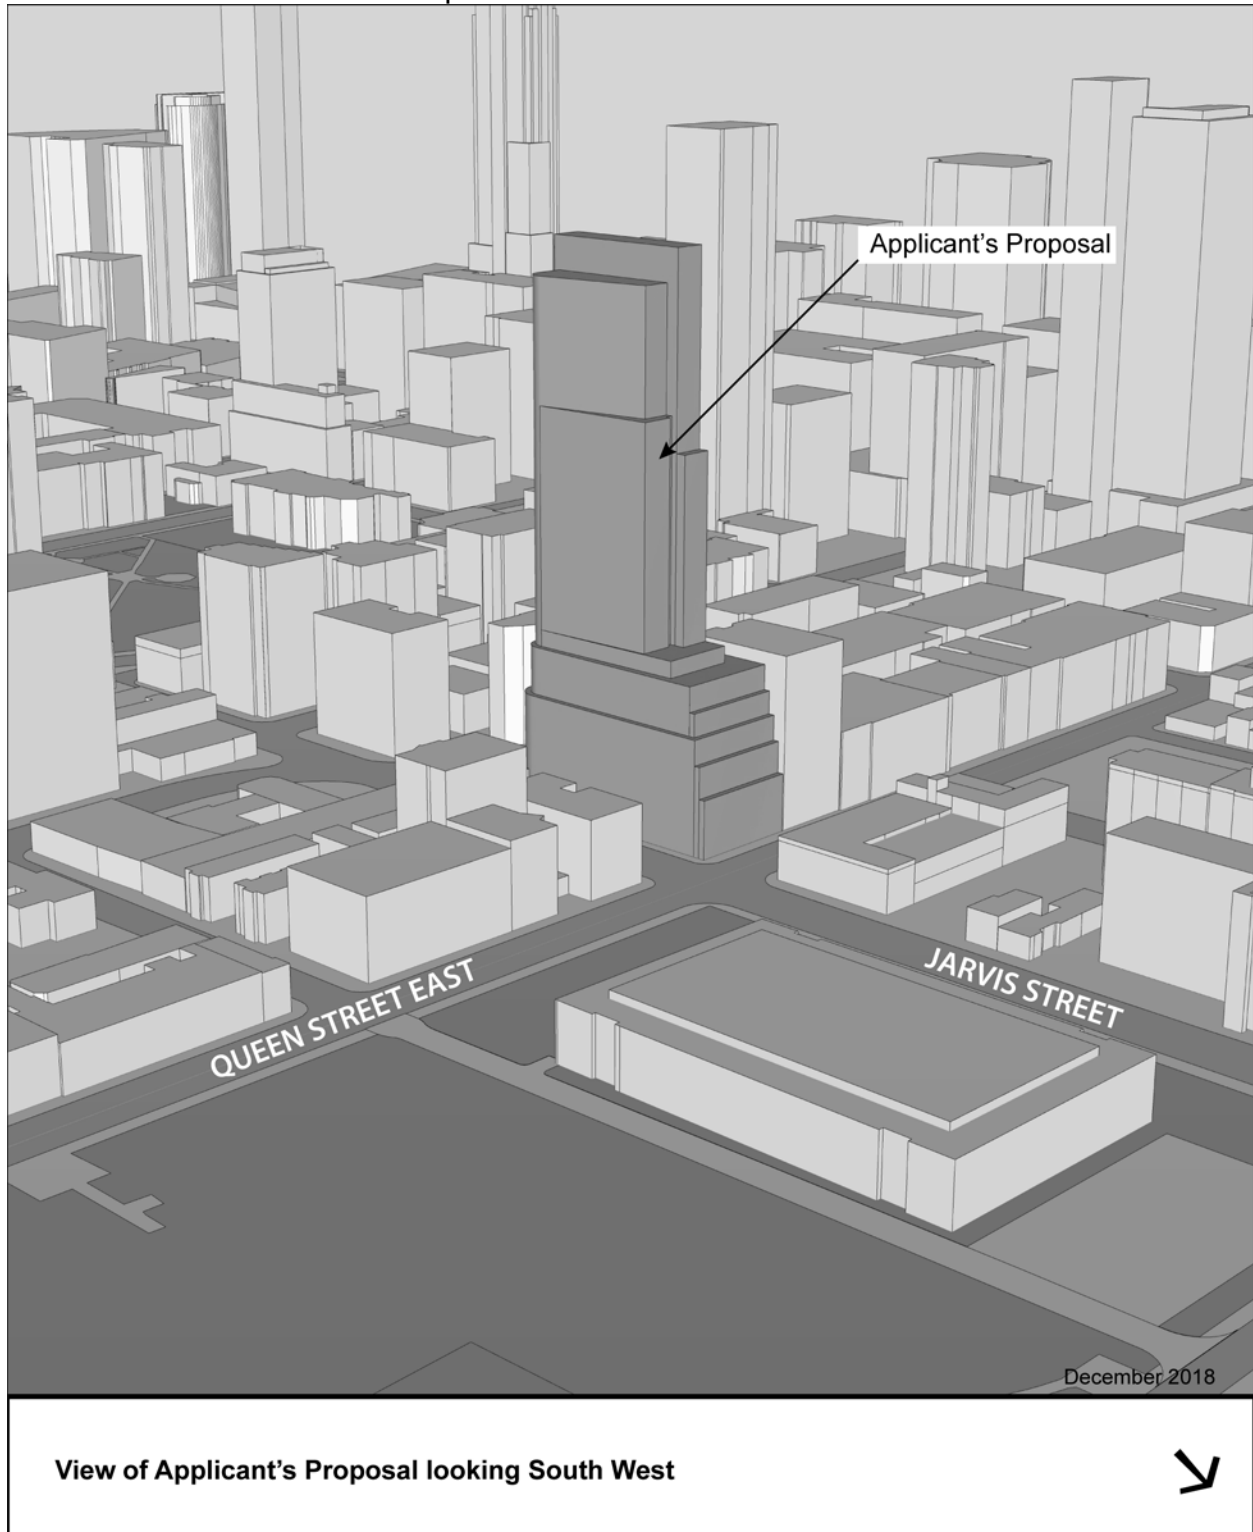 Applicant's Proposal
JARVIS STREET
QUEEN STREET EAST
December 2018
View of Applicant's Proposal looking South West